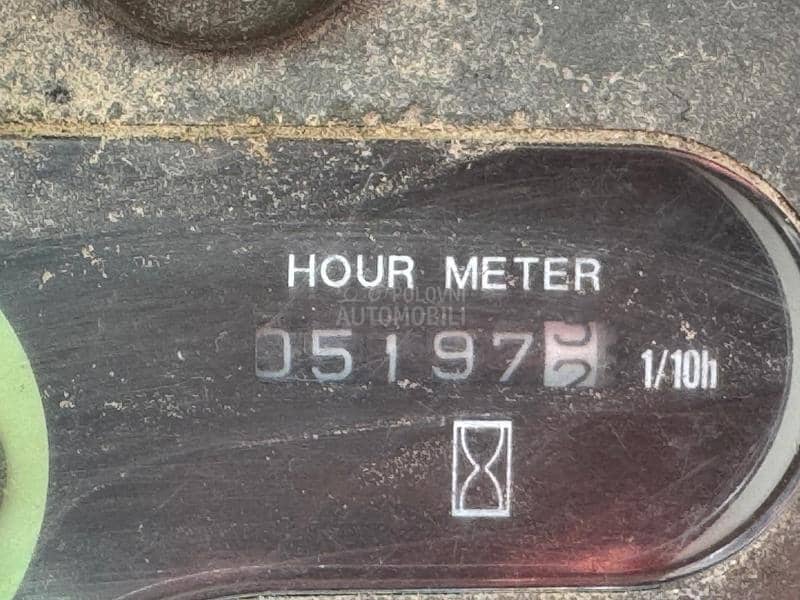 HOUR METER
POLOVNI
AUTOMOBILI
05197
1/10h